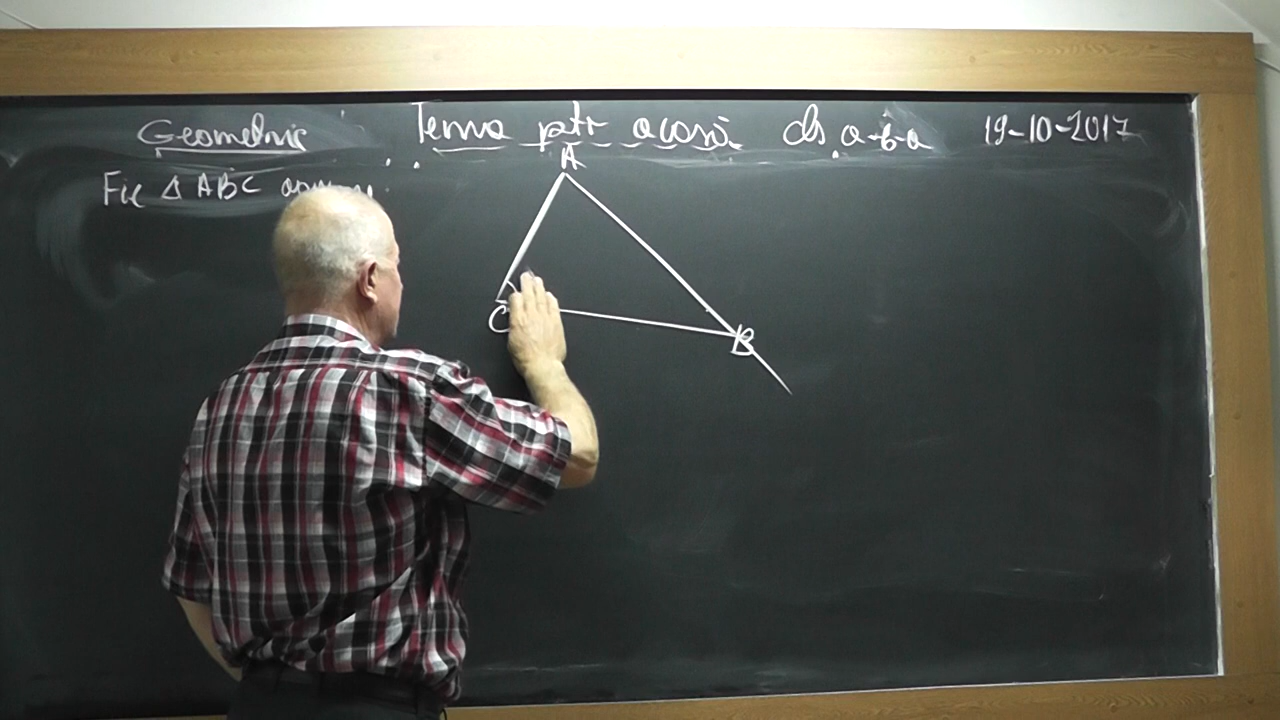 Geometrie Tema ptr acasă cls a-6-a 19-10-2017
Fie Δ ABC
A
C
B